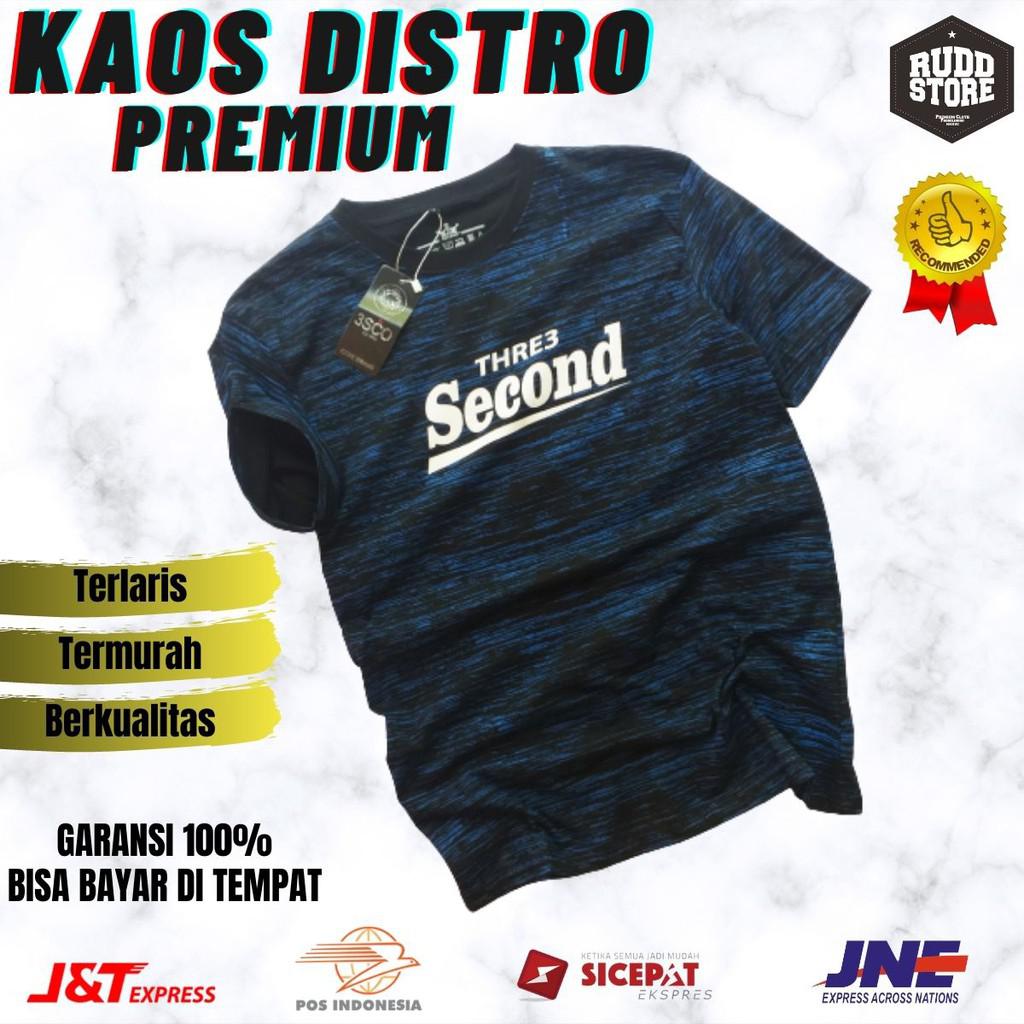 KAOS DISTRO
PREMIUM
RUDD
STORE
RECOMMENDED
3SCO
THRE3
Second
Terlaris
Termurah
Berkualitas
GARANSI 100%
BISA BAYAR DI TEMPAT
J&T EXPRESS
POS INDONESIA
KETIKA SEMUA JADI MUDAH
SICEPAT
EKSPRES
JNE
EXPRESS ACROSS NATIONS